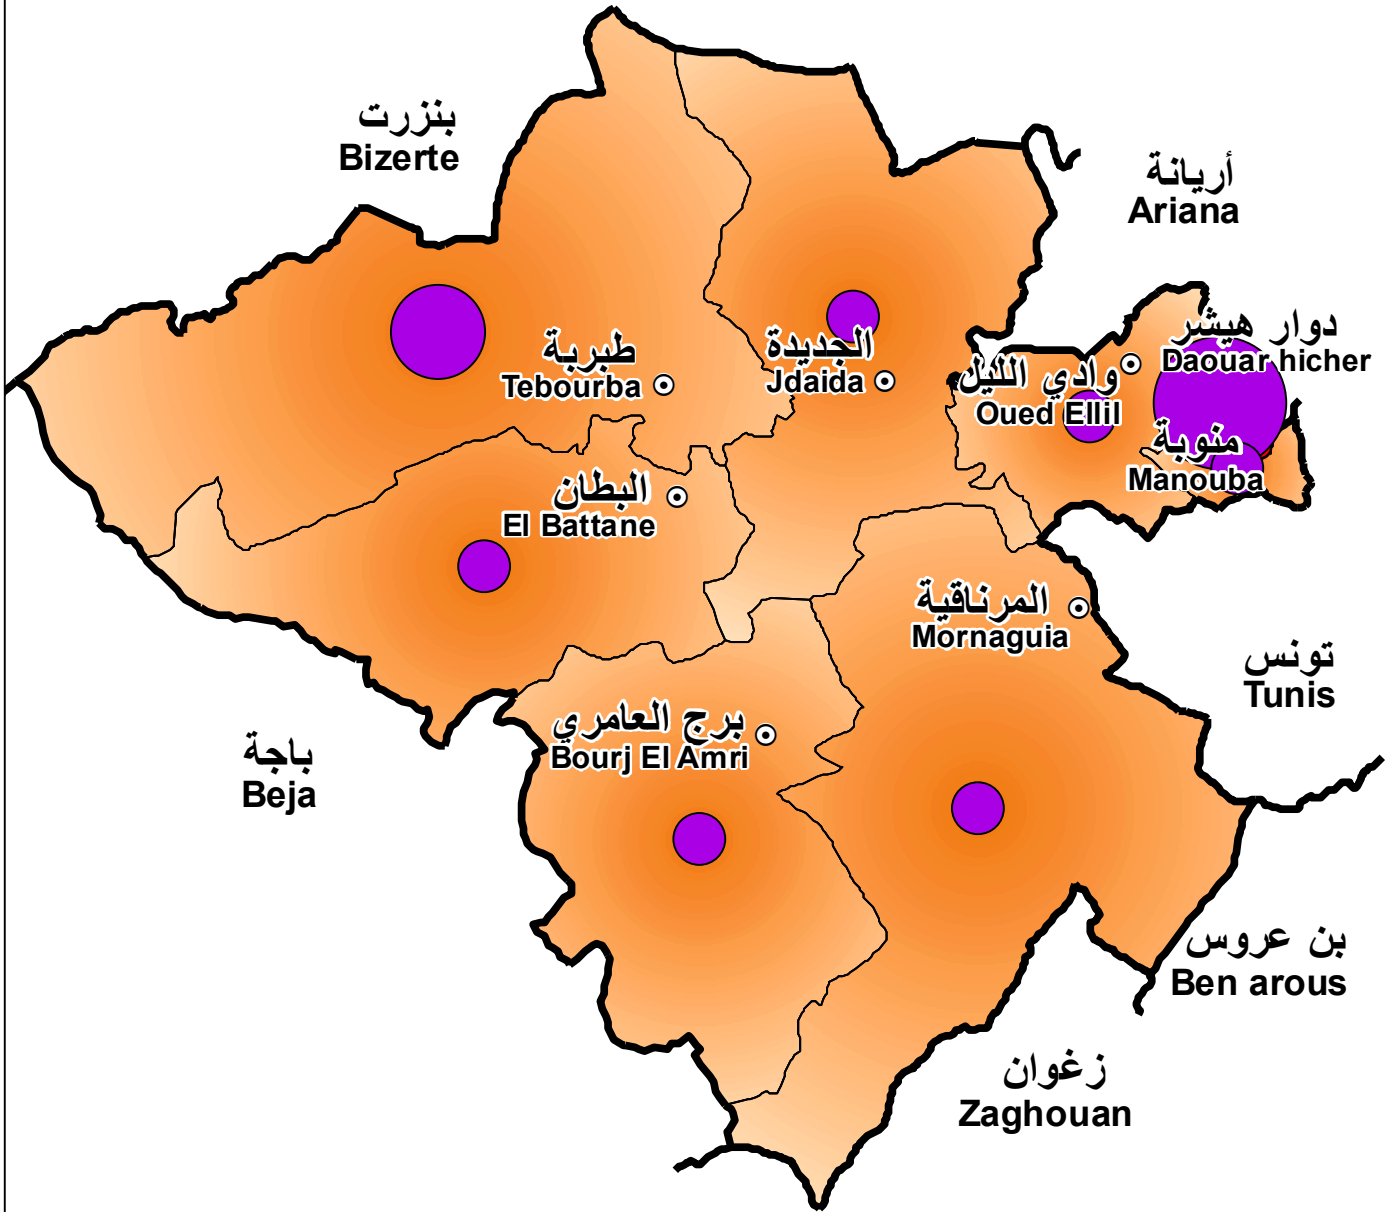 بنزرت
Bizerte
أريانة
Ariana
دوار هيشر
Daouar hicher
طبربة
Tebourba
الجديدة
Jdaida
وادي الليل
Oued Ellil
منوبة
Manouba
البطان
El Battane
المرناقية
Mornaguia
تونس
Tunis
برج العامري
Bourj El Amri
باجة
Beja
بن عروس
Ben arous
زغوان
Zaghouan